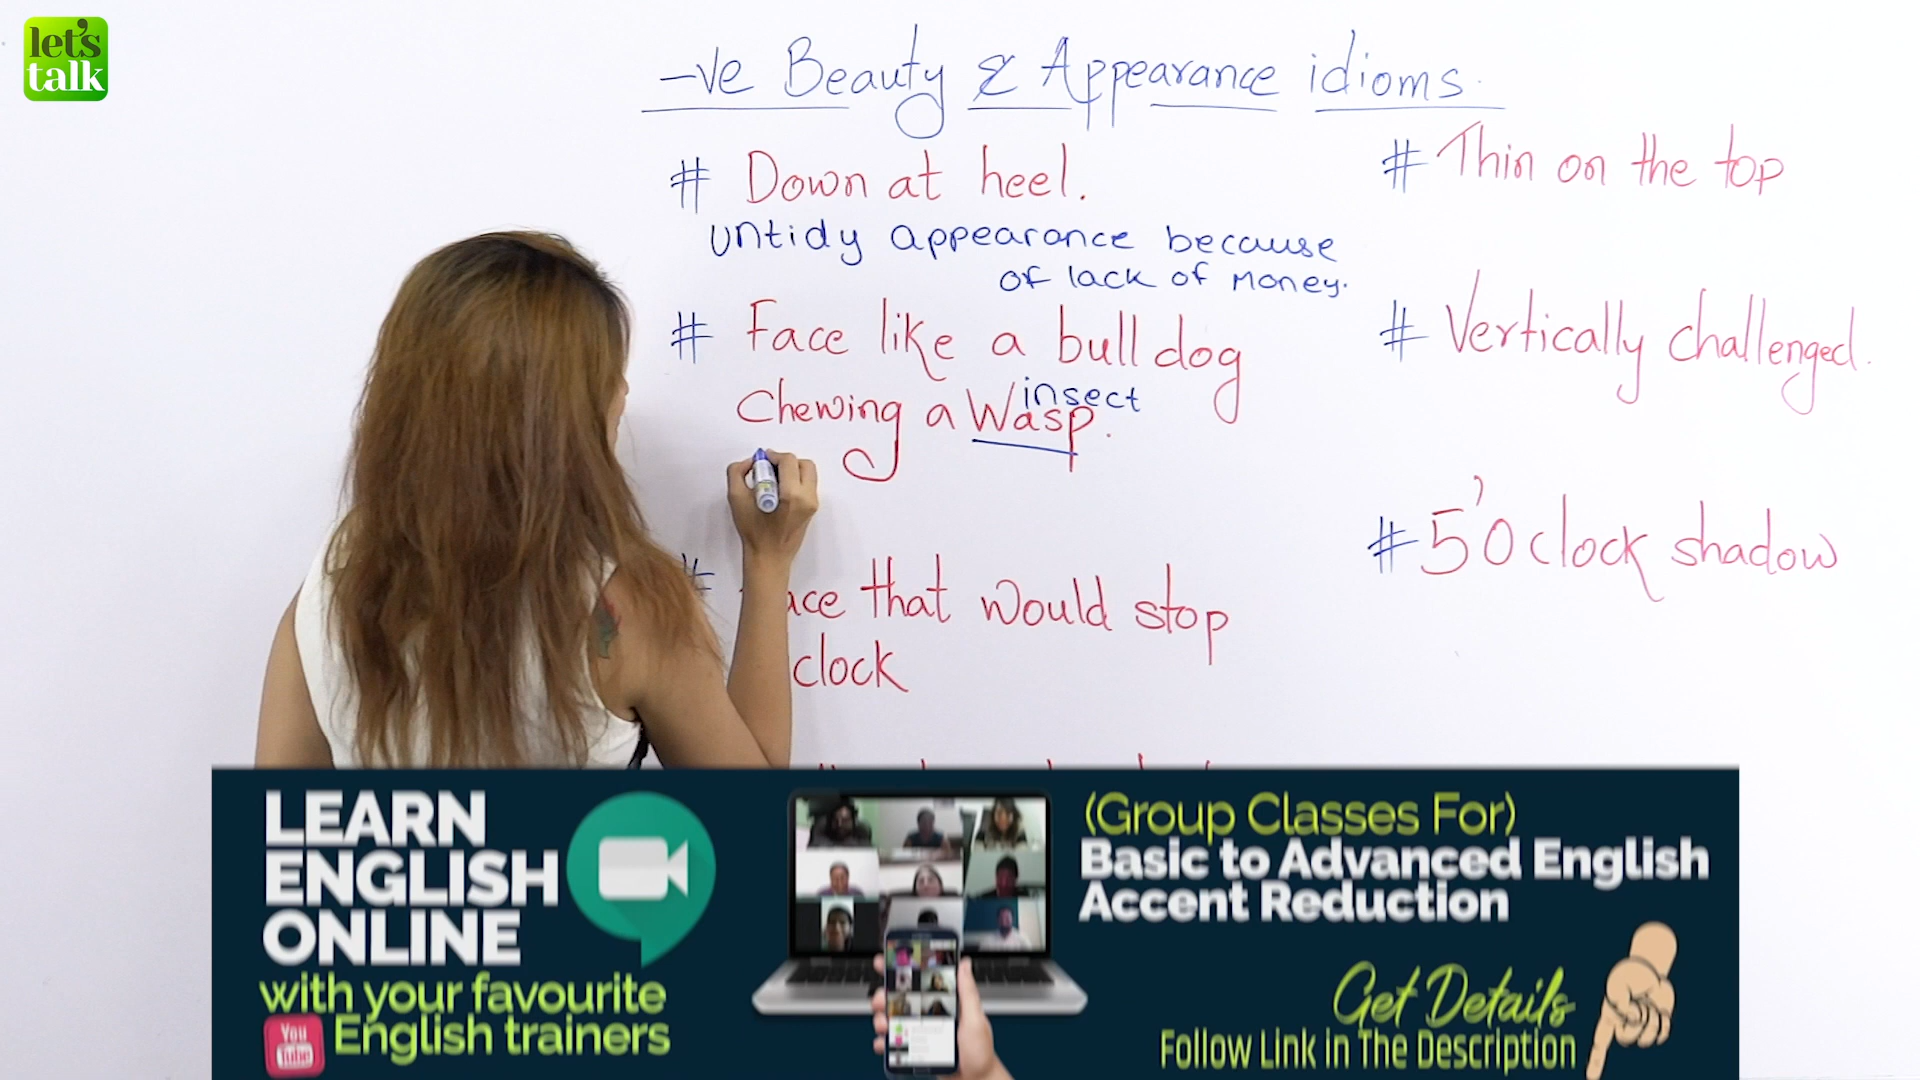 let's
talk
-ve Beauty & Appearance idioms.
# Down at heel.
untidy appearance because
of lack of money.
# Face like a bull dog
insect
Chewing a Wasp.
# that would stop
clock
# Thin on the top
# Vertically challenged.
# 5'O clock shadow
LEARN
ENGLISH
ONLINE
with your favourite
You
Tube
English trainers
(Group Classes For)
Basic to Advanced English
Accent Reduction
Get Details
Follow Link in The Description